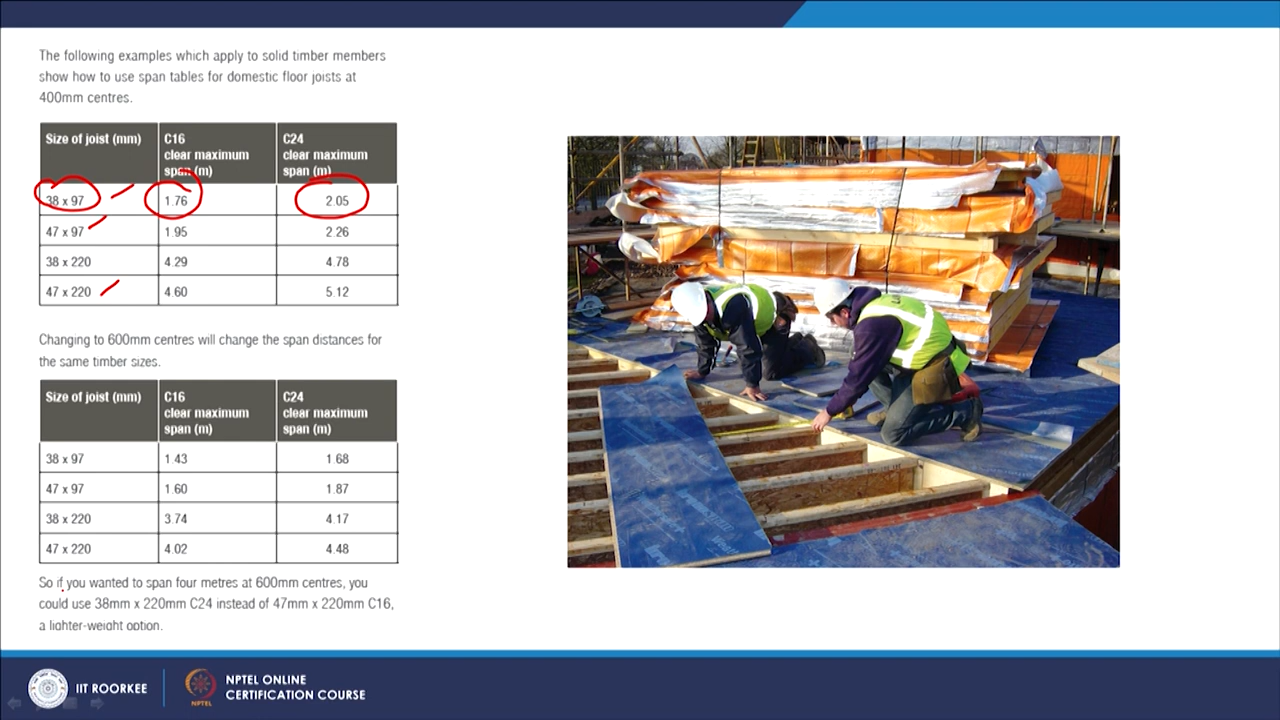 The following examples which apply to solid timber members
show how to use span tables for domestic floor joists at
400mm centres.
Size of joist (mm) C16 clear maximum span (m) C24 clear maximum span (m)
38 x 97 1.76 2.05
47 x 97 1.95 2.26
38 x 220 4.29 4.78
47 x 220 4.60 5.12
Changing to 600mm centres will change the span distances for
the same timber sizes.
Size of joist (mm) C16 clear maximum span (m) C24 clear maximum span (m)
38 x 97 1.43 1.68
47 x 97 1.60 1.87
38 x 220 3.74 4.17
47 x 220 4.02 4.48
So if you wanted to span four metres at 600mm centres, you
could use 38mm x 220mm C24 instead of 47mm x 220mm C16,
a lighter-weight option.
IIT ROORKEE
NPTEL
NPTEL ONLINE
CERTIFICATION COURSE